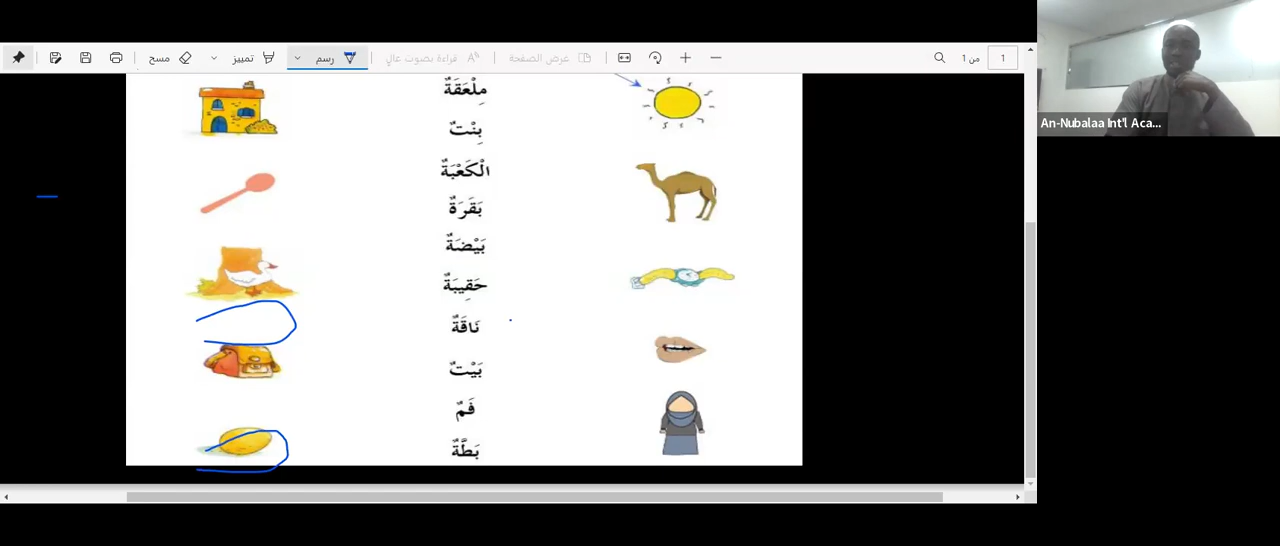 مسح
تمييز
رسم
قراءة بصوت عالٍ
عرض الصفحة
1 من
1
An-Nubalaa Int'l Aca...
مِلْعَقَةٌ
بِنْتٌ
الْكَعْبَةٌ
بَقَرَةٌ
بَيْضَةٌ
حَقِيبَةٌ
نَاقَةٌ
بَيْتٌ
فَمٌ
بَطَّةٌ